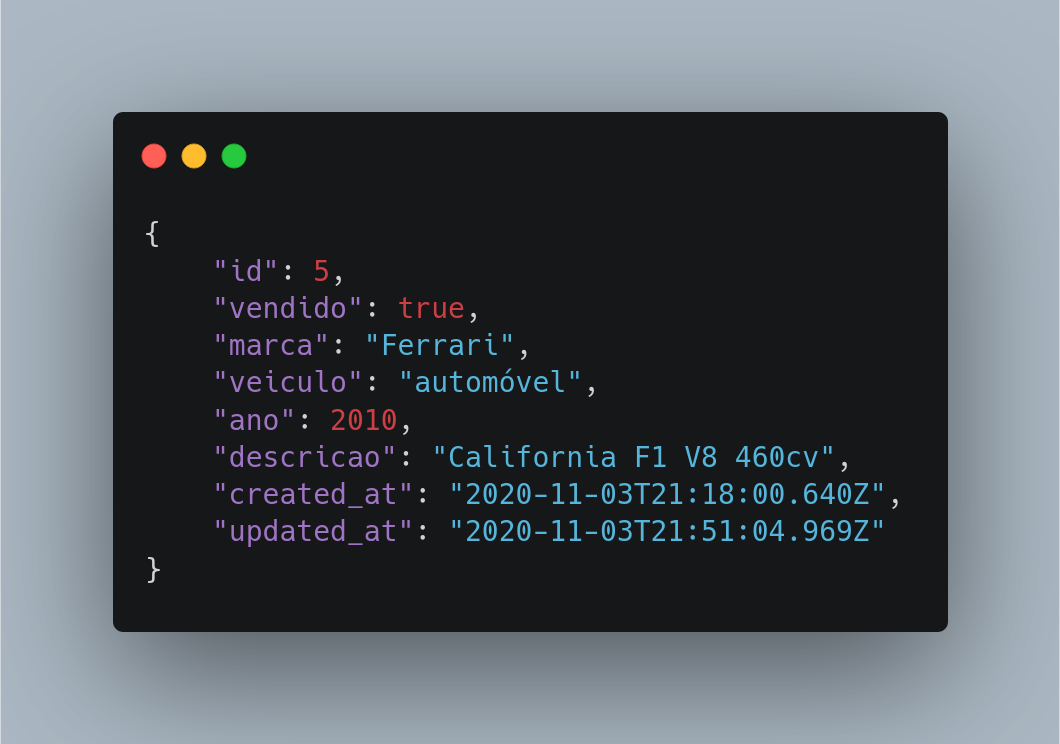 {
    "id": 5,
    "vendido": true,
    "marca": "Ferrari",
    "veiculo": "automóvel",
    "ano": 2010,
    "descricao": "California F1 V8 460cv",
    "created_at": "2020-11-03T21:18:00.640Z",
    "updated_at": "2020-11-03T21:51:04.969Z"
}